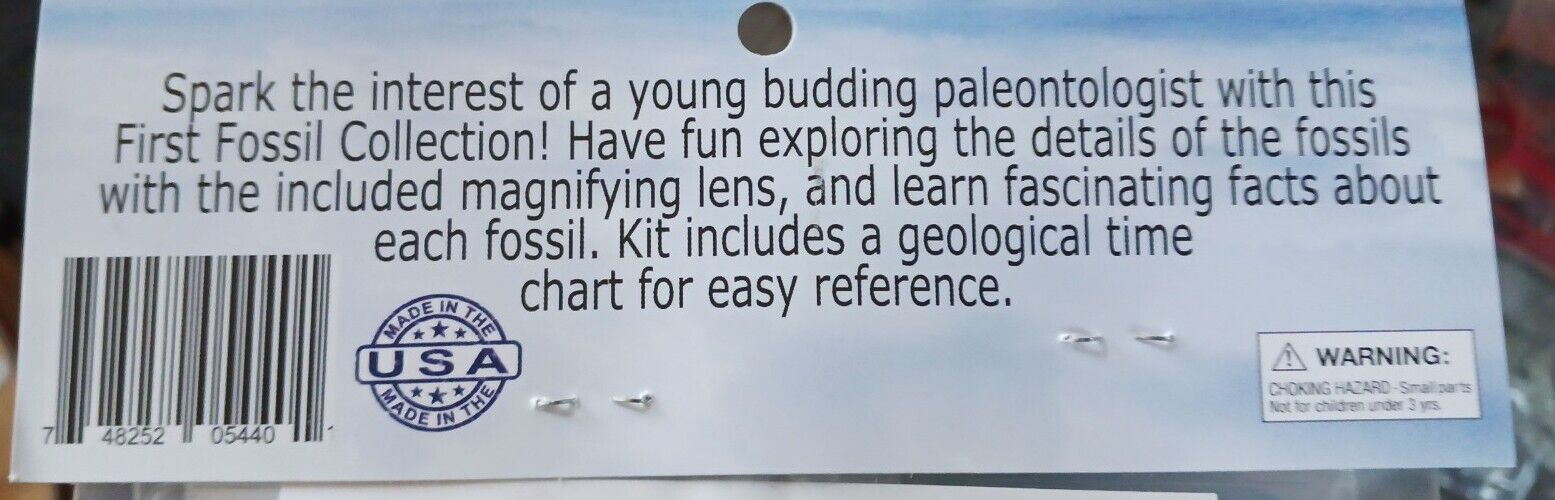 Spark the interest of a young budding paleontologist with this
First Fossil Collection! Have fun exploring the details of the fossils
with the included magnifying lens, and learn fascinating facts about
each fossil. Kit includes a geological time
chart for easy reference.
MADE IN THE
USA
MADE IN THE
7 48252 05440
WARNING:
CHOKING HAZARD - Small parts
Not for children under 3 yrs.